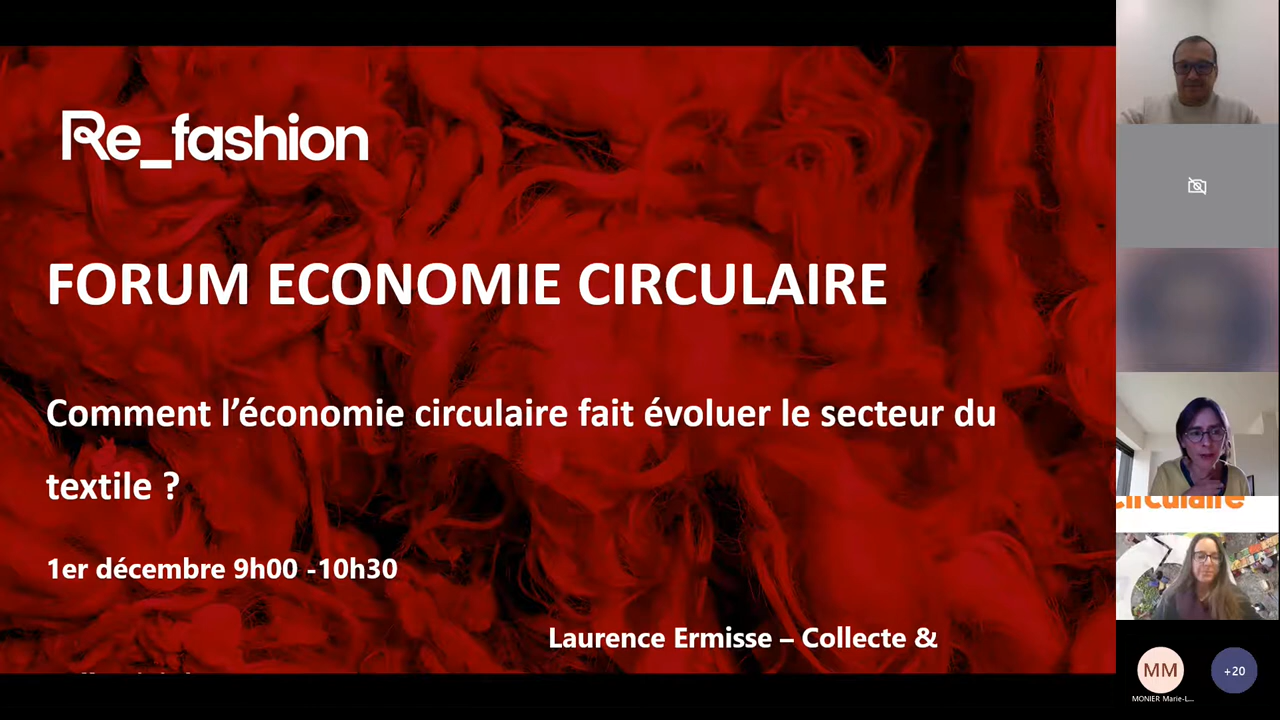 Re_fashion
FORUM ECONOMIE CIRCULAIRE
Comment l’économie circulaire fait évoluer le secteur du
textile ?
1er décembre 9h00 -10h30
Laurence Ermisse – Collecte &
circulaire
MM
+20
MONIER Marie-L...